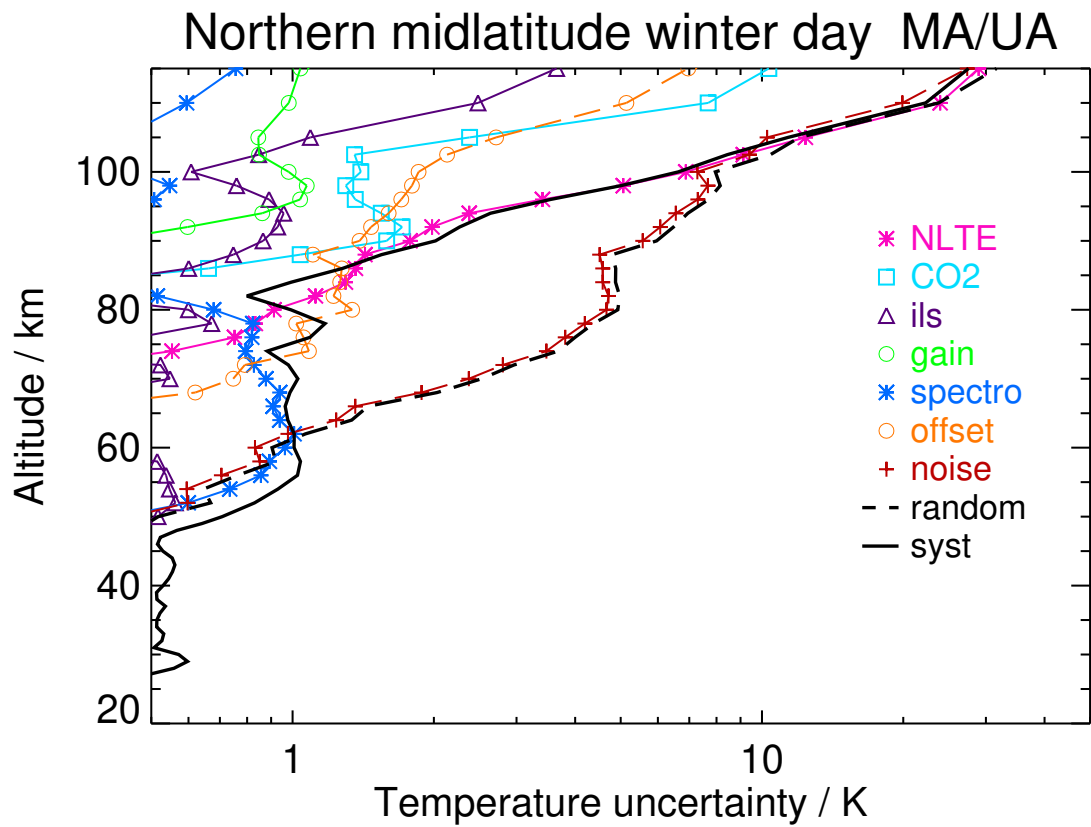 Northern midlatitude winter day MA/UA
Altitude / km
100
80
60
40
20
NLTE
CO2
ils
gain
spectro
offset
noise
random
syst
1
10
Temperature uncertainty / K